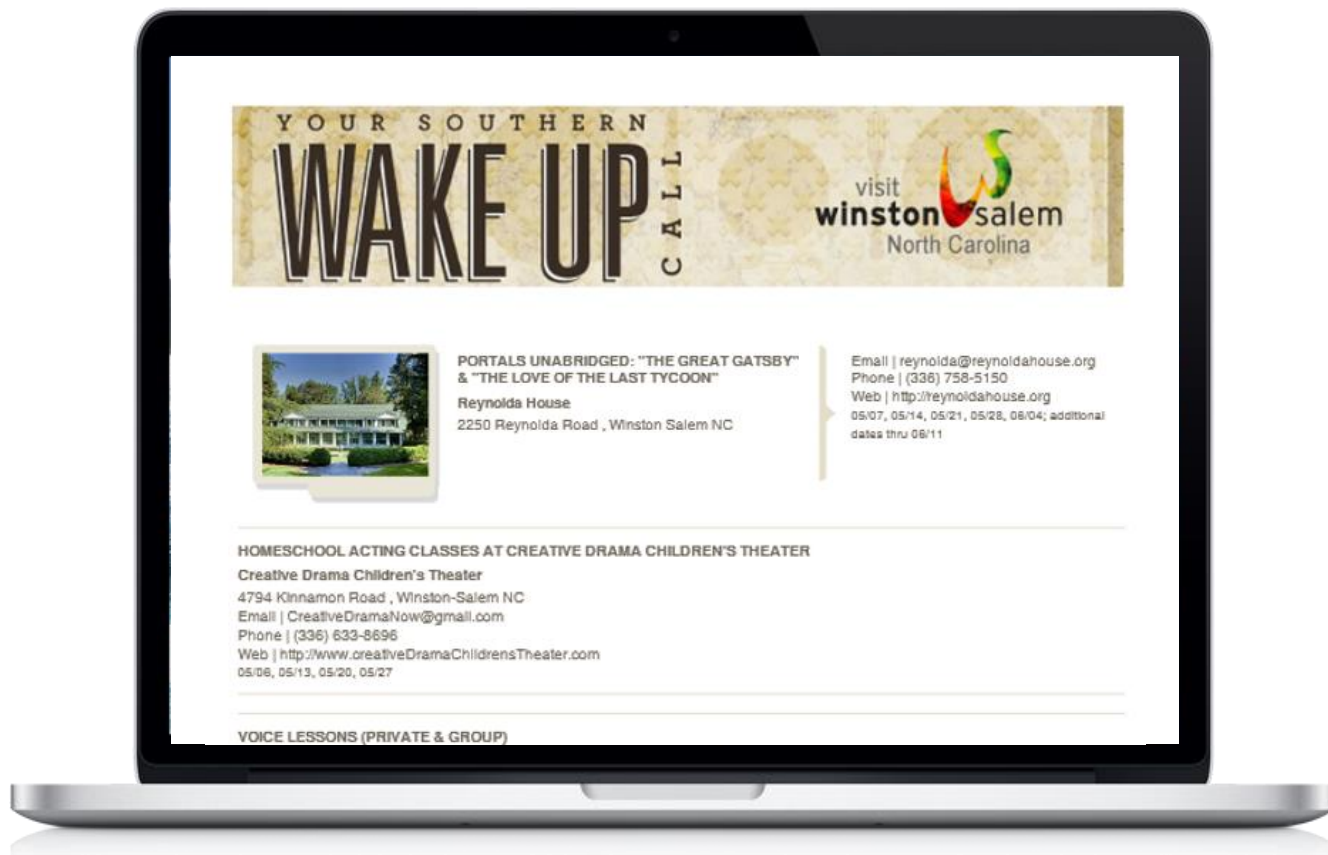 YOUR SOUTHERN
WAKE UP
CALL
visit
winston salem
North Carolina
PORTALS UNABRIDGED: "THE GREAT GATSBY"
& "THE LOVE OF THE LAST TYCOON"
Reynolda House
2250 Reynolda Road , Winston Salem NC
Email | reynolda@reynoldahouse.org
Phone | (336) 758-5150
Web | http://reynoldahouse.org
05/07, 05/14, 05/21, 05/28, 06/04; additional
dates thru 06/11
HOMESCHOOL ACTING CLASSES AT CREATIVE DRAMA CHILDREN'S THEATER
Creative Drama Children's Theater
4794 Kinnamon Road , Winston-Salem NC
Email | CreativeDramaNow@gmail.com
Phone | (336) 633-8696
Web | http://www.creativeDramaChildrensTheater.com
05/06, 05/13, 05/20, 05/27
VOICE LESSONS (PRIVATE & GROUP)